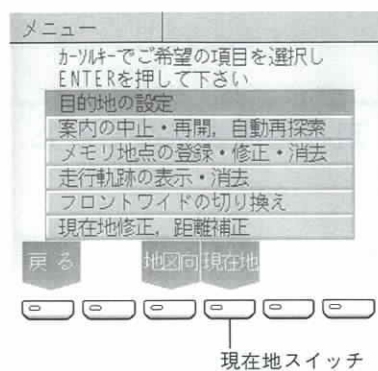 メニュー
カーソルキーでご希望の項目を選択し
ENTERを押して下さい
目的地の設定
案内の中止・再開，自動再探索
メモリ地点の登録・修正・消去
走行軌跡の表示・消去
フロントワイドの切り換え
現在地修正，距離補正
戻る 地図向 現在地
現在地スイッチ